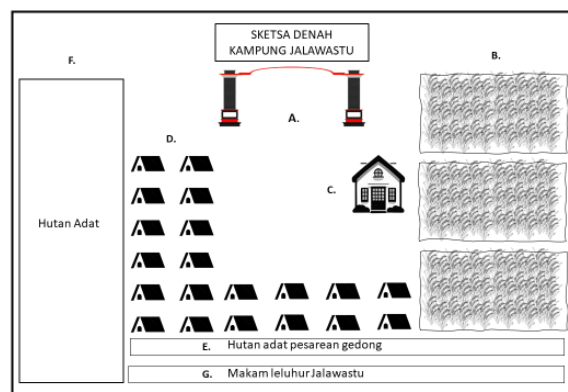 SKETSA DENAH
KAMPUNG JALAWASTU
F.
B.
A.
D.
C.
Hutan Adat
E. Hutan adat pesarean gedong
G. Makam leluhur Jalawastu